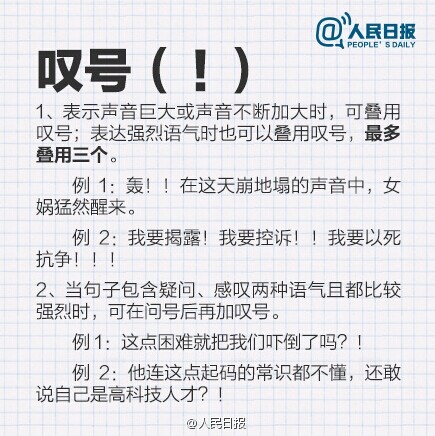 @人民日报
PEOPLE'S DAILY
叹号（！）
1、表示声音巨大或声音不断加大时，可叠用
叹号；表达强烈语气时也可以叠用叹号，最多
叠用三个。
例 1：轰！！在这天崩地塌的声音中，女
娲猛然醒来。
例 2：我要揭露！我要控诉！！我要以死
抗争！！！
2、当句子包含疑问、感叹两种语气且都比较
强烈时，可在问号后再加叹号。
例1：这点困难就把我们吓倒了吗？！
例 2：他连这点起码的常识都不懂，还敢
说自己是高科技人才？！
@人民日报